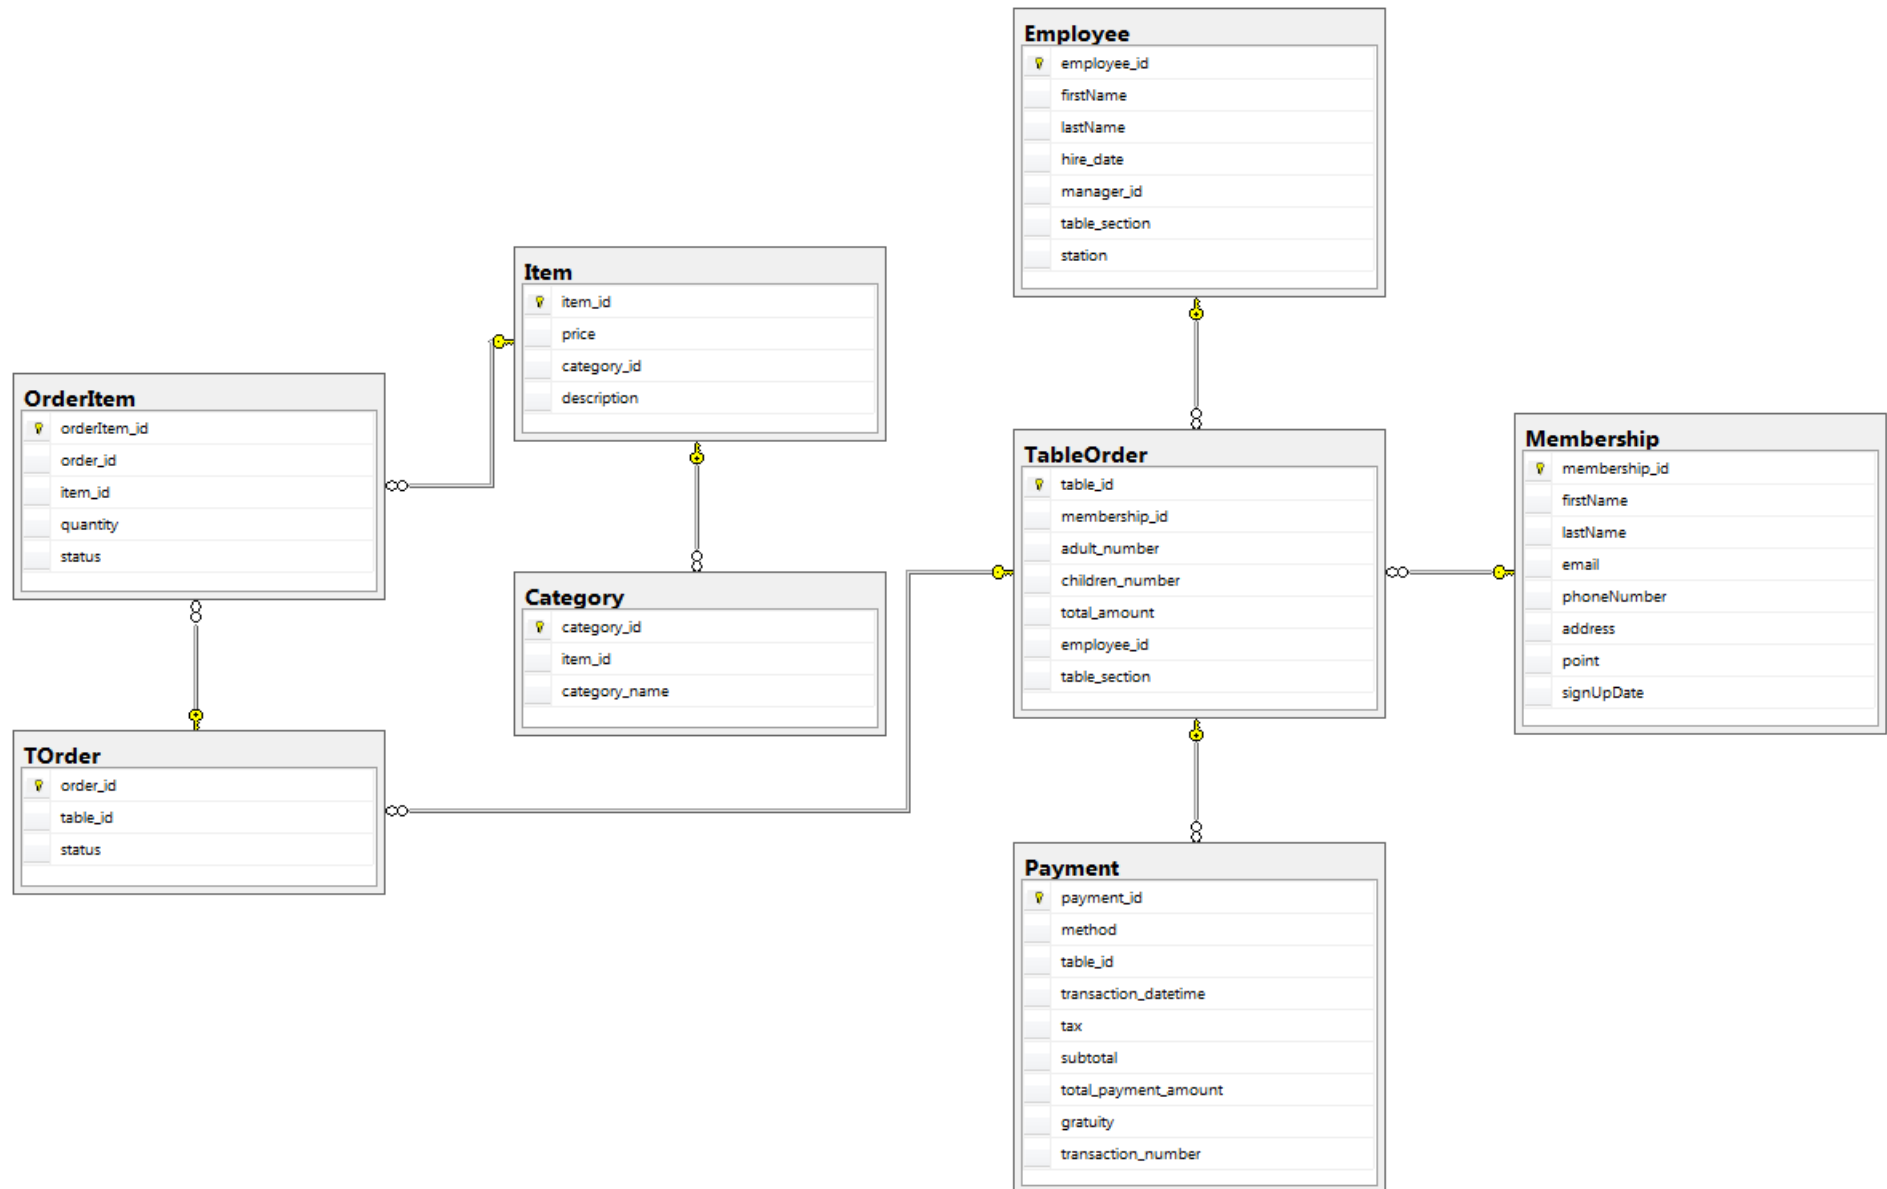 Employee
employee_id
firstName
lastName
hire_date
manager_id
table_section
station
Item
item_id
price
category_id
description
OrderItem
orderItem_id
order_id
item_id
quantity
status
TableOrder
table_id
membership_id
adult_number
children_number
total_amount
employee_id
table_section
Membership
membership_id
firstName
lastName
email
phoneNumber
address
point
signUpDate
Category
category_id
item_id
category_name
TOrder
order_id
table_id
status
Payment
payment_id
method
table_id
transaction_datetime
tax
subtotal
total_payment_amount
gratuity
transaction_number